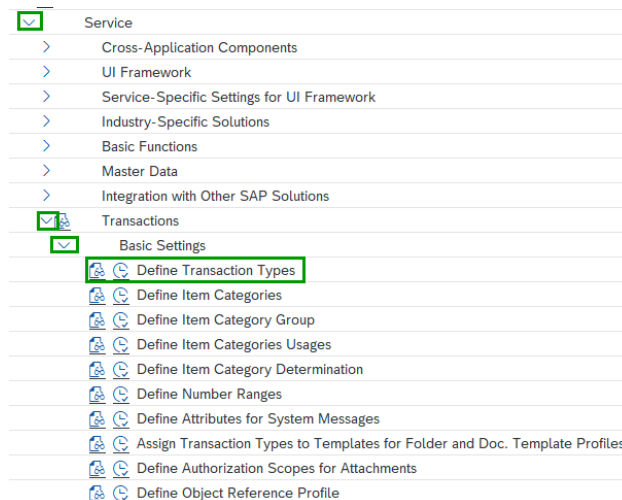 Service
Cross-Application Components
UI Framework
Service-Specific Settings for UI Framework
Industry-Specific Solutions
Basic Functions
Master Data
Integration with Other SAP Solutions
Transactions
Basic Settings
Define Transaction Types
Define Item Categories
Define Item Category Group
Define Item Categories Usages
Define Item Category Determination
Define Number Ranges
Define Attributes for System Messages
Assign Transaction Types to Templates for Folder and Doc. Template Profiles
Define Authorization Scopes for Attachments
Define Object Reference Profile